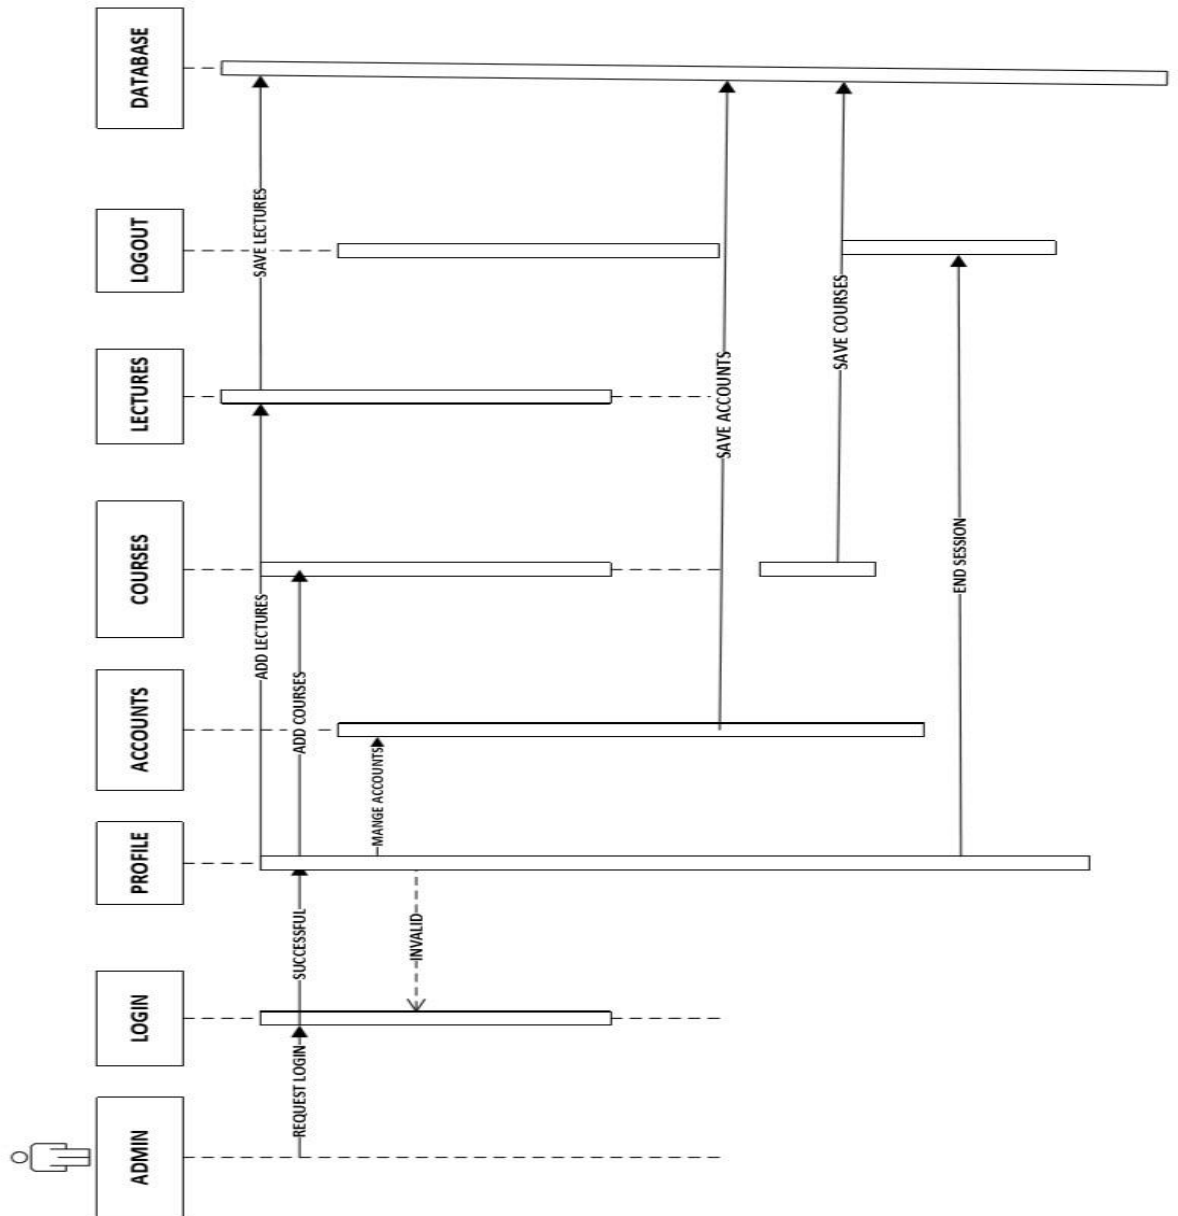 ADMIN
LOGIN
PROFILE
ACCOUNTS
COURSES
LECTURES
LOGOUT
DATABASE
ADD LECTURES
SAVE LECTURES
REQUEST LOGIN
SUCCESSFUL
ADD COURSES
MANGE ACCOUNTS
INVALID
SAVE ACCOUNTS
SAVE COURSES
END SESSION